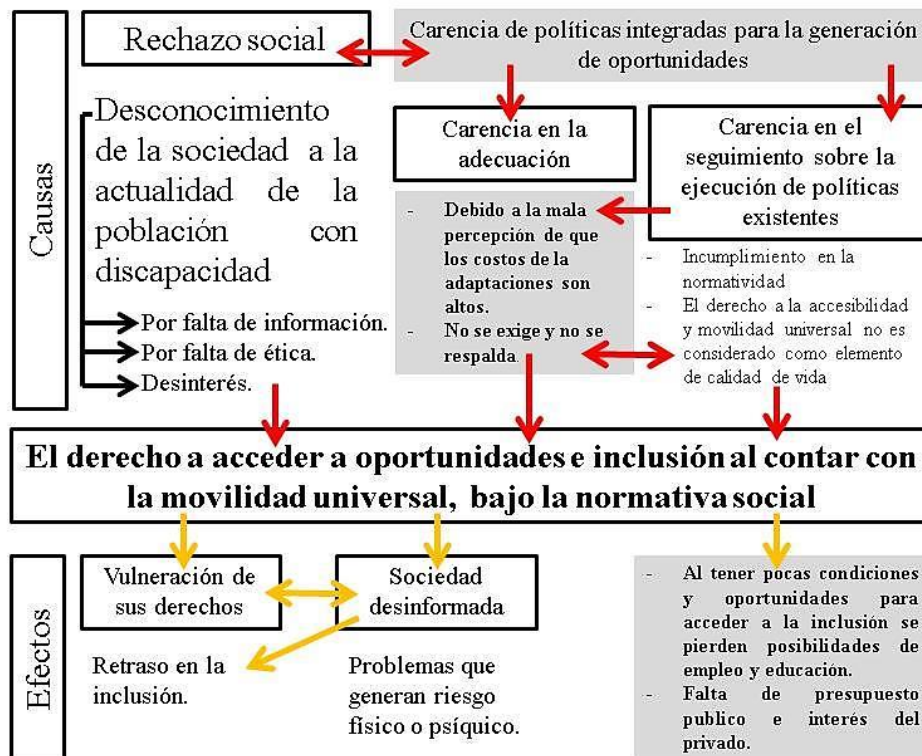 Causas
Rechazo social
Carencia de políticas integradas para la generación
de oportunidades
Desconocimiento
de la sociedad a la
actualidad de la
población con
discapacidad
Por falta de información.
Por falta de ética.
Desinterés.
Carencia en la
adecuación
- Debido a la mala
percepción de que
los costos de la
adaptaciones son
altos.
- No se exige y no se
respalda
Carencia en el
seguimiento sobre la
ejecución de políticas
existentes
- Incumplimiento en la
normatividad
- El derecho a la accesibilidad
y movilidad universal no es
considerado como elemento
de calidad de vida
El derecho a acceder a oportunidades e inclusión al contar con
la movilidad universal, bajo la normativa social
Efectos
Vulneración de
sus derechos
Retraso en la
inclusión.
Sociedad
desinformada
Problemas que
generan riesgo
físico o psíquico.
- Al tener pocas condiciones
y oportunidades para
acceder a la inclusión se
pierden posibilidades de
empleo y educación.
- Falta de presupuesto
publico e interés del
privado.